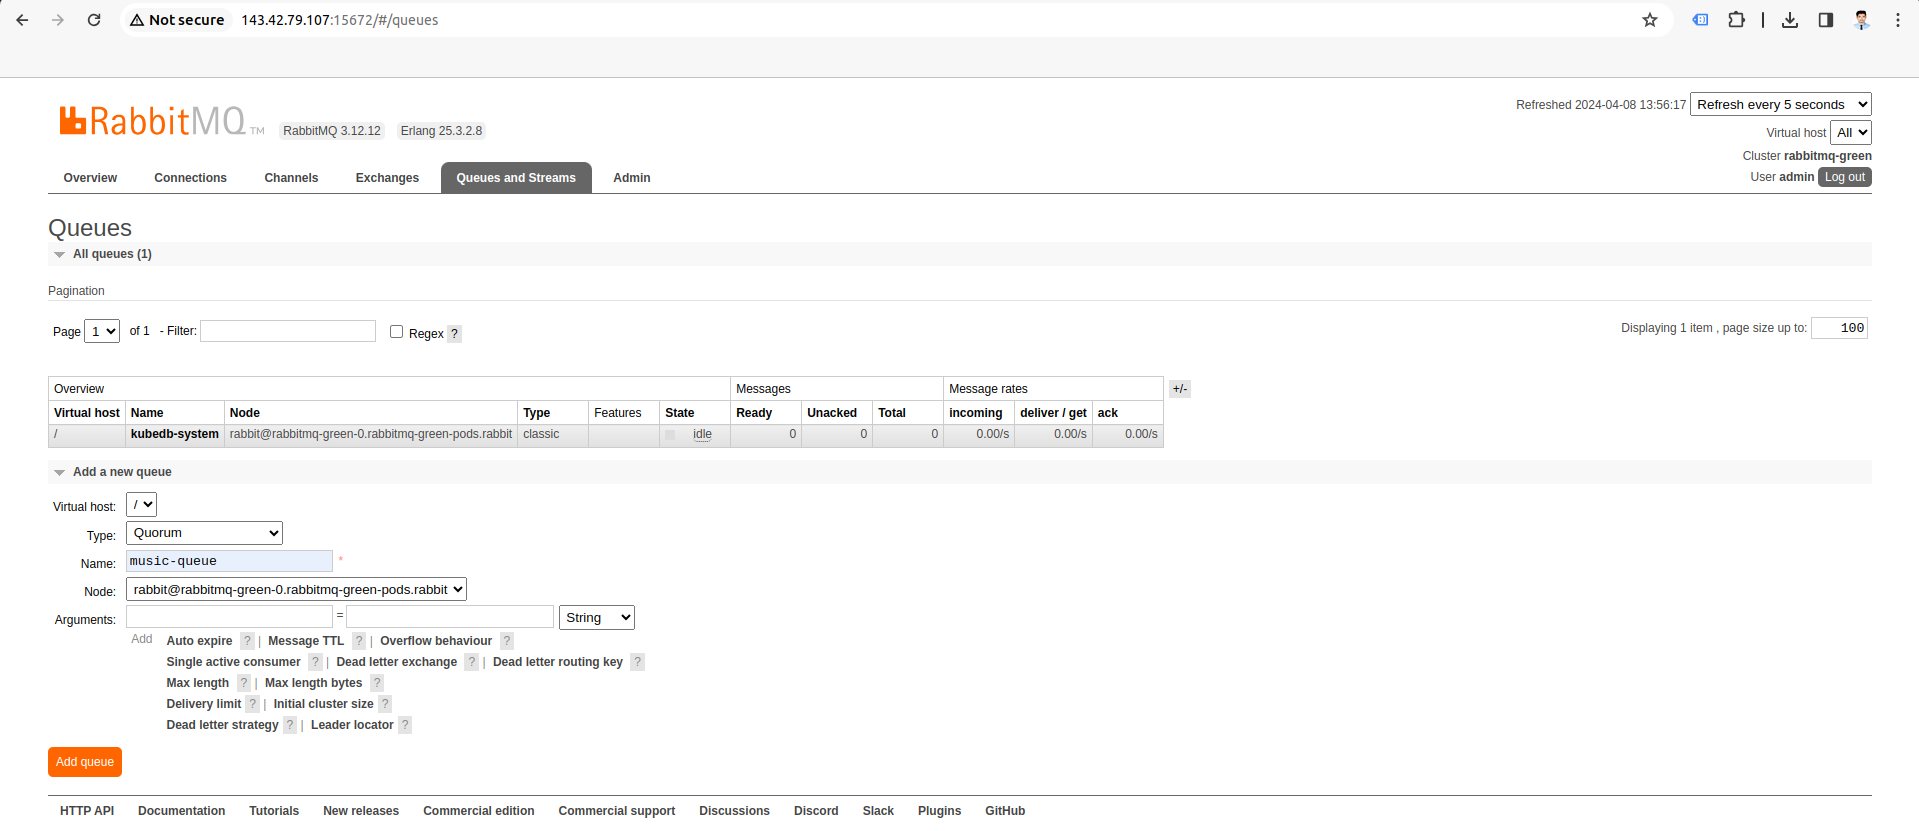 Not secure 143.42.79.107:15672/#/queues
RabbitMQ TM RabbitMQ 3.12.12 Erlang 25.3.2.8
Refreshed 2024-04-08 13:56:17 Refresh every 5 seconds
Virtual host All
Cluster rabbitmq-green
User admin Log out
Overview Connections Channels Exchanges Queues and Streams Admin
Queues
All queues (1)
Pagination
Page 1 of 1 - Filter: Regex ? Displaying 1 item , page size up to: 100
Overview Messages Message rates +/-
Virtual host Name Node Type Features State Ready Unacked Total incoming deliver / get ack
/ kubedb-system rabbit@rabbitmq-green-0.rabbitmq-green-pods.rabbit classic idle 0 0 0 0.00/s 0.00/s 0.00/s
Add a new queue
Virtual host: /
Type: Quorum
Name: music-queue *
Node: rabbit@rabbitmq-green-0.rabbitmq-green-pods.rabbit
Arguments: = String
Add Auto expire ? | Message TTL ? | Overflow behaviour ?
Single active consumer ? | Dead letter exchange ? | Dead letter routing key ?
Max length ? | Max length bytes ?
Delivery limit ? | Initial cluster size ?
Dead letter strategy ? | Leader locator ?
Add queue
HTTP API Documentation Tutorials New releases Commercial edition Commercial support Discussions Discord Slack Plugins GitHub